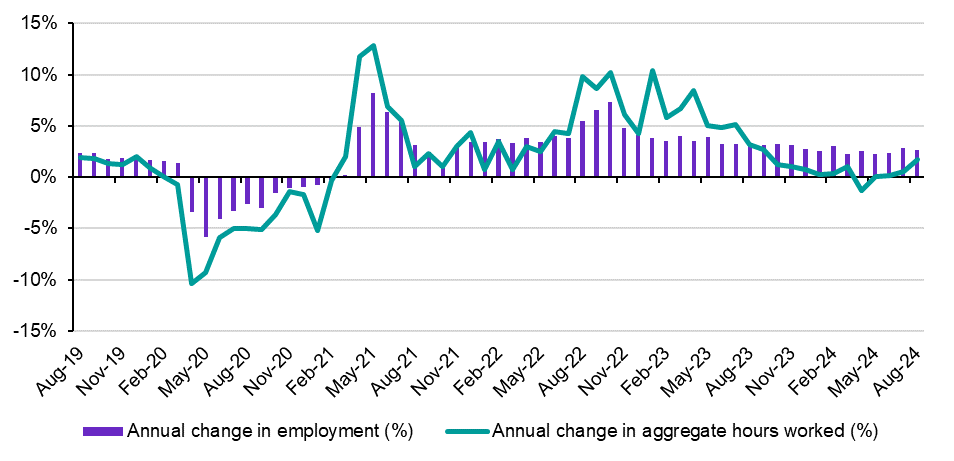 15%
10%
5%
0%
-5%
-10%
-15%
Aug-19
Nov-19
Feb-20
May-20
Aug-20
Nov-20
Feb-21
May-21
Aug-21
Nov-21
Feb-22
May-22
Aug-22
Nov-22
Feb-23
May-23
Aug-23
Nov-23
Feb-24
May-24
Aug-24
Annual change in employment (%)
Annual change in aggregate hours worked (%)